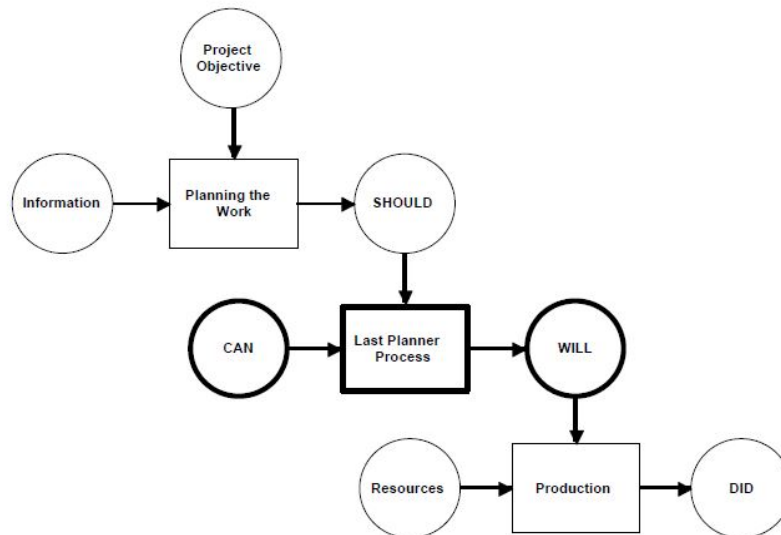 Project
Objective
Information
Planning the
Work
SHOULD
CAN
Last Planner
Process
WILL
Resources
Production
DID